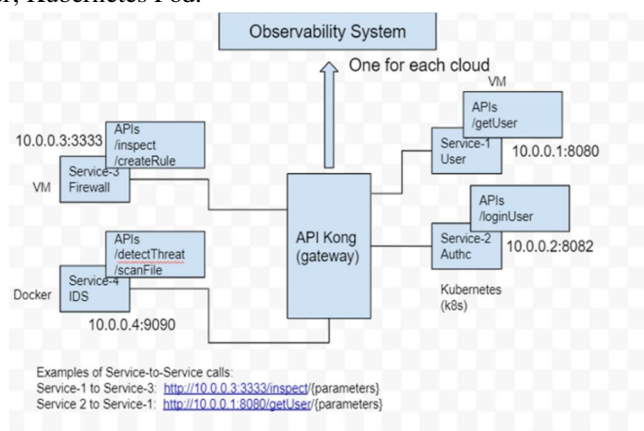 er, Kubernetes Pod.
Observability System
One for each cloud
VM
APIs
/getUser
Service-1
User
10.0.0.1:8080
10.0.0.3:3333
APIs
/inspect
/createRule
Service-3
Firewall
VM
API Kong
(gateway)
APIs
/loginUser
Service-2
Authc
10.0.0.2:8082
Kubernetes
(k8s)
APIs
/detectThreat
/scanFile
Service-4
IDS
Docker
10.0.0.4:9090
Examples of Service-to-Service calls:
Service-1 to Service-3: http://10.0.0.3:3333/inspect/{parameters}
Service 2 to Service-1: http://10.0.0.1:8080/getUser/{parameters}